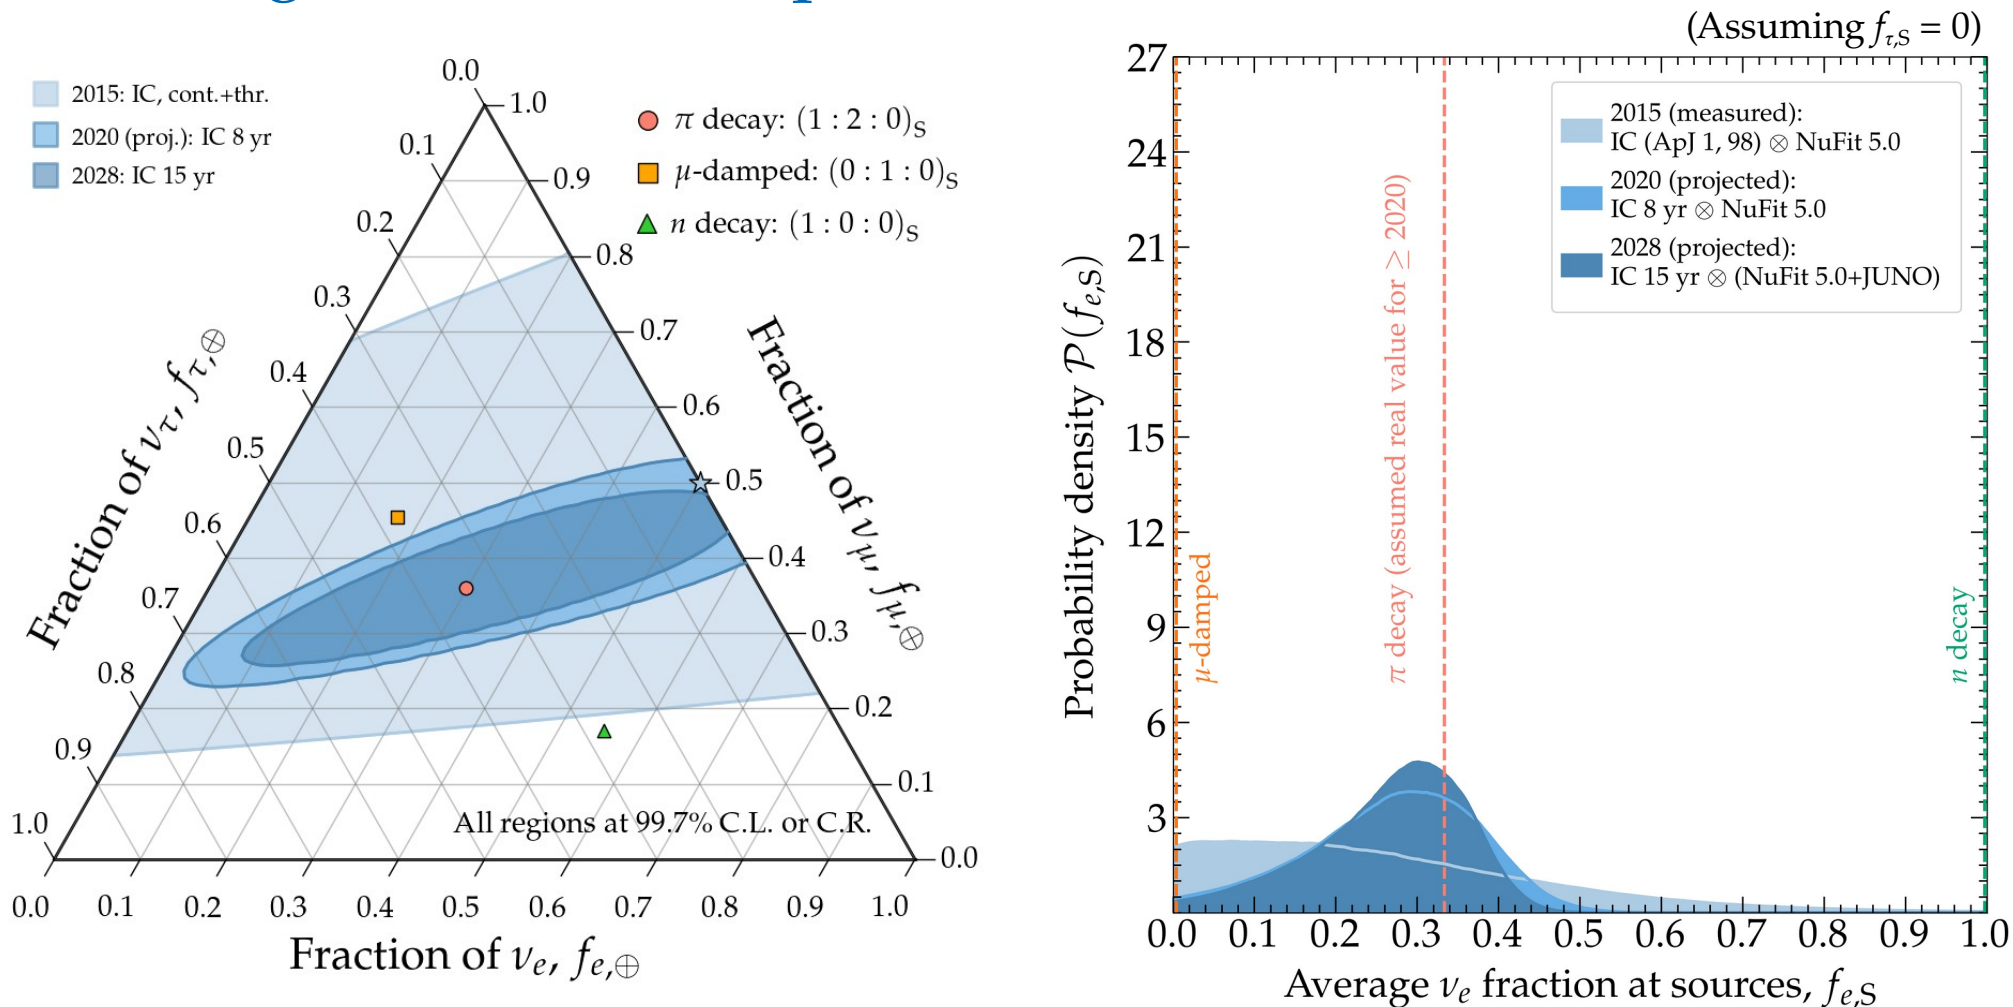 2015: IC, cont.+thr.
2020 (proj.): IC 8 yr
2028: IC 15 yr
π decay: (1 : 2 : 0)S
μ-damped: (0 : 1 : 0)S
n decay: (1 : 0 : 0)S
0.0
0.1
0.2
0.3
0.4
0.5
0.6
0.7
0.8
0.9
1.0
Fraction of ντ, fτ,⊕
1.0
0.9
0.8
0.7
0.6
0.5
0.4
0.3
0.2
0.1
0.0
Fraction of νμ, fμ,⊕
All regions at 99.7% C.L. or C.R.
0.0 0.1 0.2 0.3 0.4 0.5 0.6 0.7 0.8 0.9 1.0
Fraction of νe, fe,⊕
(Assuming fτ,S = 0)
2015 (measured):
IC (ApJ 1, 98) ⊗ NuFit 5.0
2020 (projected):
IC 8 yr ⊗ NuFit 5.0
2028 (projected):
IC 15 yr ⊗ (NuFit 5.0+JUNO)
27
24
21
18
15
12
9
6
3
Probability density P(fe,S)
μ-damped
π decay (assumed real value for ≥ 2020)
n decay
0.0 0.1 0.2 0.3 0.4 0.5 0.6 0.7 0.8 0.9 1.0
Average νe fraction at sources, fe,S